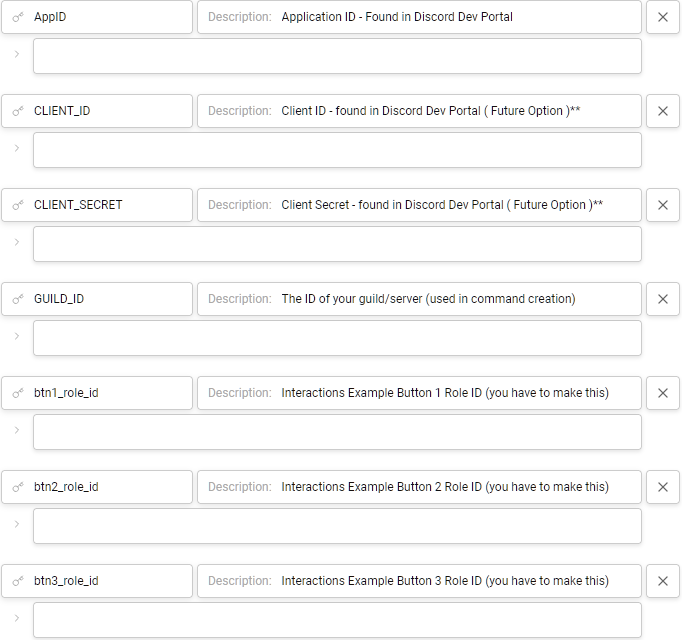 AppID Description: Application ID - Found in Discord Dev Portal
CLIENT_ID Description: Client ID - found in Discord Dev Portal ( Future Option )**
CLIENT_SECRET Description: Client Secret - found in Discord Dev Portal ( Future Option )**
GUILD_ID Description: The ID of your guild/server (used in command creation)
btn1_role_id Description: Interactions Example Button 1 Role ID (you have to make this)
btn2_role_id Description: Interactions Example Button 2 Role ID (you have to make this)
btn3_role_id Description: Interactions Example Button 3 Role ID (you have to make this)